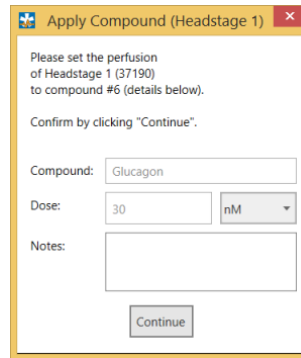 Apply Compound (Headstage 1)
Please set the perfusion
of Headstage 1 (37190)
to compound #6 (details below).
Confirm by clicking "Continue".
Compound: Glucagon
Dose: 30 nM
Notes:
Continue